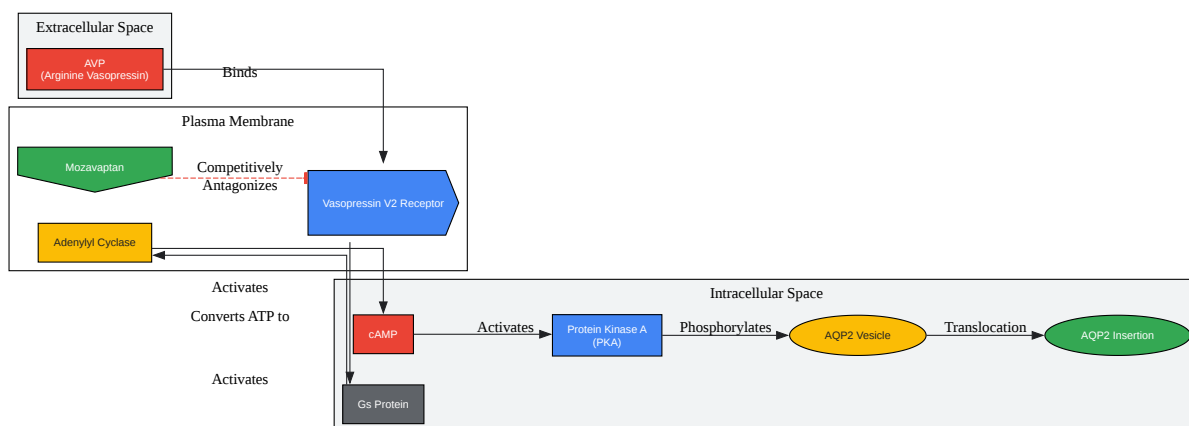 Extracellular Space
AVP
(Arginine Vasopressin)
Binds
Plasma Membrane
Mozavaptan
Competitively
Antagonizes
Vasopressin V2 Receptor
Adenylyl Cyclase
Activates
Converts ATP to
Activates
Intracellular Space
cAMP
Activates
Protein Kinase A
(PKA)
Phosphorylates
AQP2 Vesicle
Translocation
AQP2 Insertion
Gs Protein